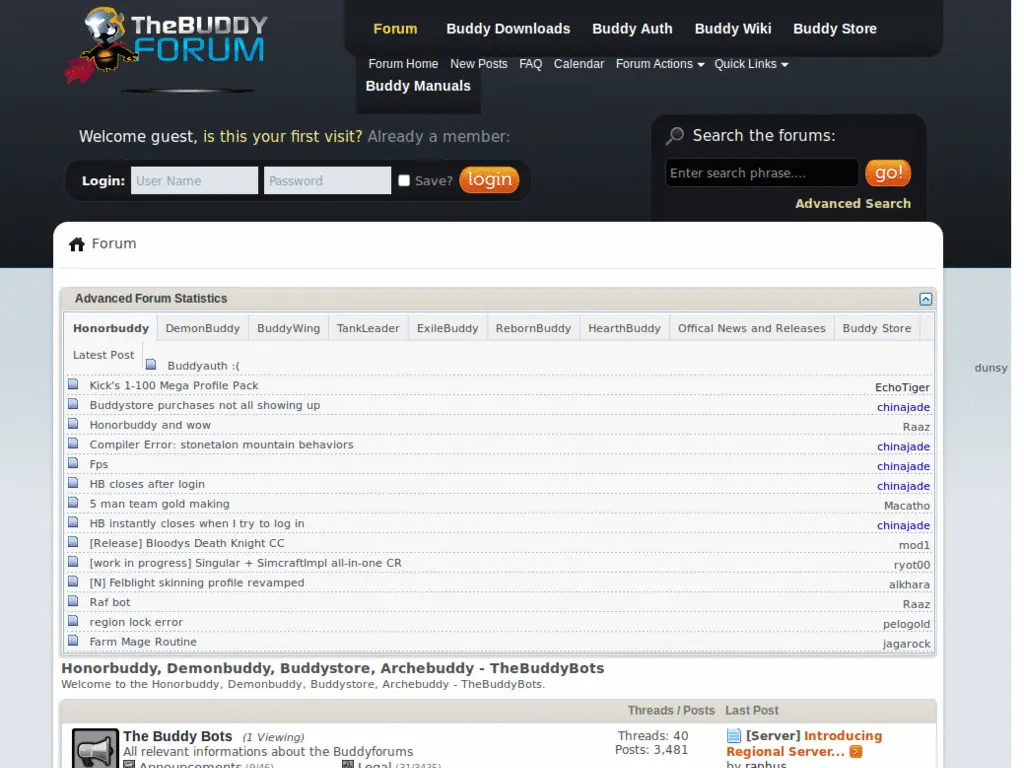 TheBUDDY
FORUM
Forum Buddy Downloads Buddy Auth Buddy Wiki Buddy Store
Forum Home New Posts FAQ Calendar Forum Actions Quick Links
Buddy Manuals
Welcome guest, is this your first visit? Already a member:
Search the forums:
Login: User Name Password Save? login
Enter search phrase.... go!
Advanced Search
Forum
Advanced Forum Statistics
Honorbuddy DemonBuddy BuddyWing TankLeader ExileBuddy RebornBuddy HearthBuddy Offical News and Releases Buddy Store
Latest Post
Buddyauth :( dunsy
Kick's 1-100 Mega Profile Pack EchoTiger
Buddystore purchases not all showing up chinajade
Honorbuddy and wow Raaz
Compiler Error: stonetalon mountain behaviors chinajade
Fps chinajade
HB closes after login chinajade
5 man team gold making Macatho
HB instantly closes when I try to log in chinajade
[Release] Bloodys Death Knight CC mod1
[work in progress] Singular + SimcraftImpl all-in-one CR ryot00
[N] Felblight skinning profile revamped alkhara
Raf bot Raaz
region lock error pelogold
Farm Mage Routine jagarock
Honorbuddy, Demonbuddy, Buddystore, Archebuddy - TheBuddyBots
Welcome to the Honorbuddy, Demonbuddy, Buddystore, Archebuddy - TheBuddyBots.
Threads / Posts Last Post
The Buddy Bots (1 Viewing) Threads: 40 [Server] Introducing
All relevant informations about the Buddyforums Posts: 3,481 Regional Server...
Announcements (9/46) Legal (31/3435) by raphus